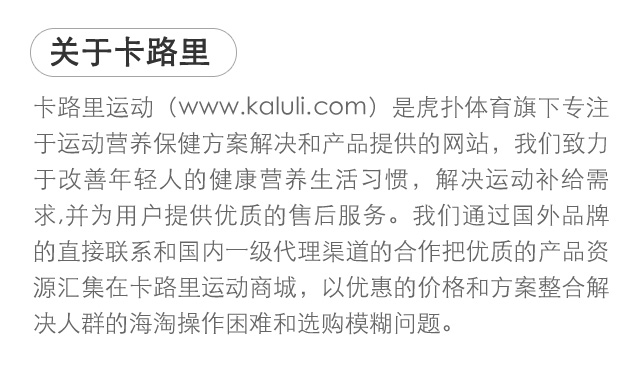 关于卡路里
卡路里运动（www.kaluli.com）是虎扑体育旗下专注
于运动营养保健方案解决和产品提供的网站，我们致力
于改善年轻人的健康营养生活习惯，解决运动补给需
求,并为用户提供优质的售后服务。我们通过国外品牌
的直接联系和国内一级代理渠道的合作把优质的产品资
源汇集在卡路里运动商城，以优惠的价格和方案整合解
决人群的海淘操作困难和选购模糊问题。